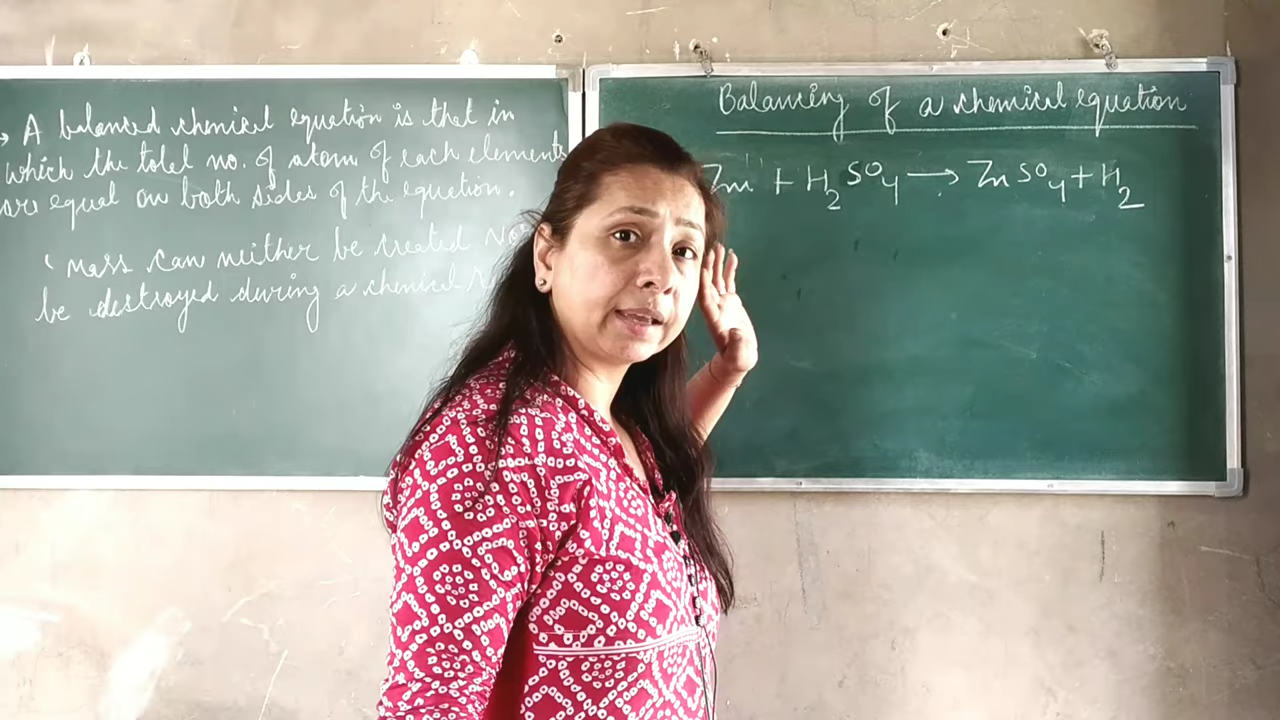 → A balanced chemical equation is that in
which the total no. of atom of each elements
are equal on both sides of the equation.
' Mass can neither be created No
be destroyed during a chemical
Balancing of a chemical equation
Zn + H₂SO₄ → ZnSO₄ + H₂